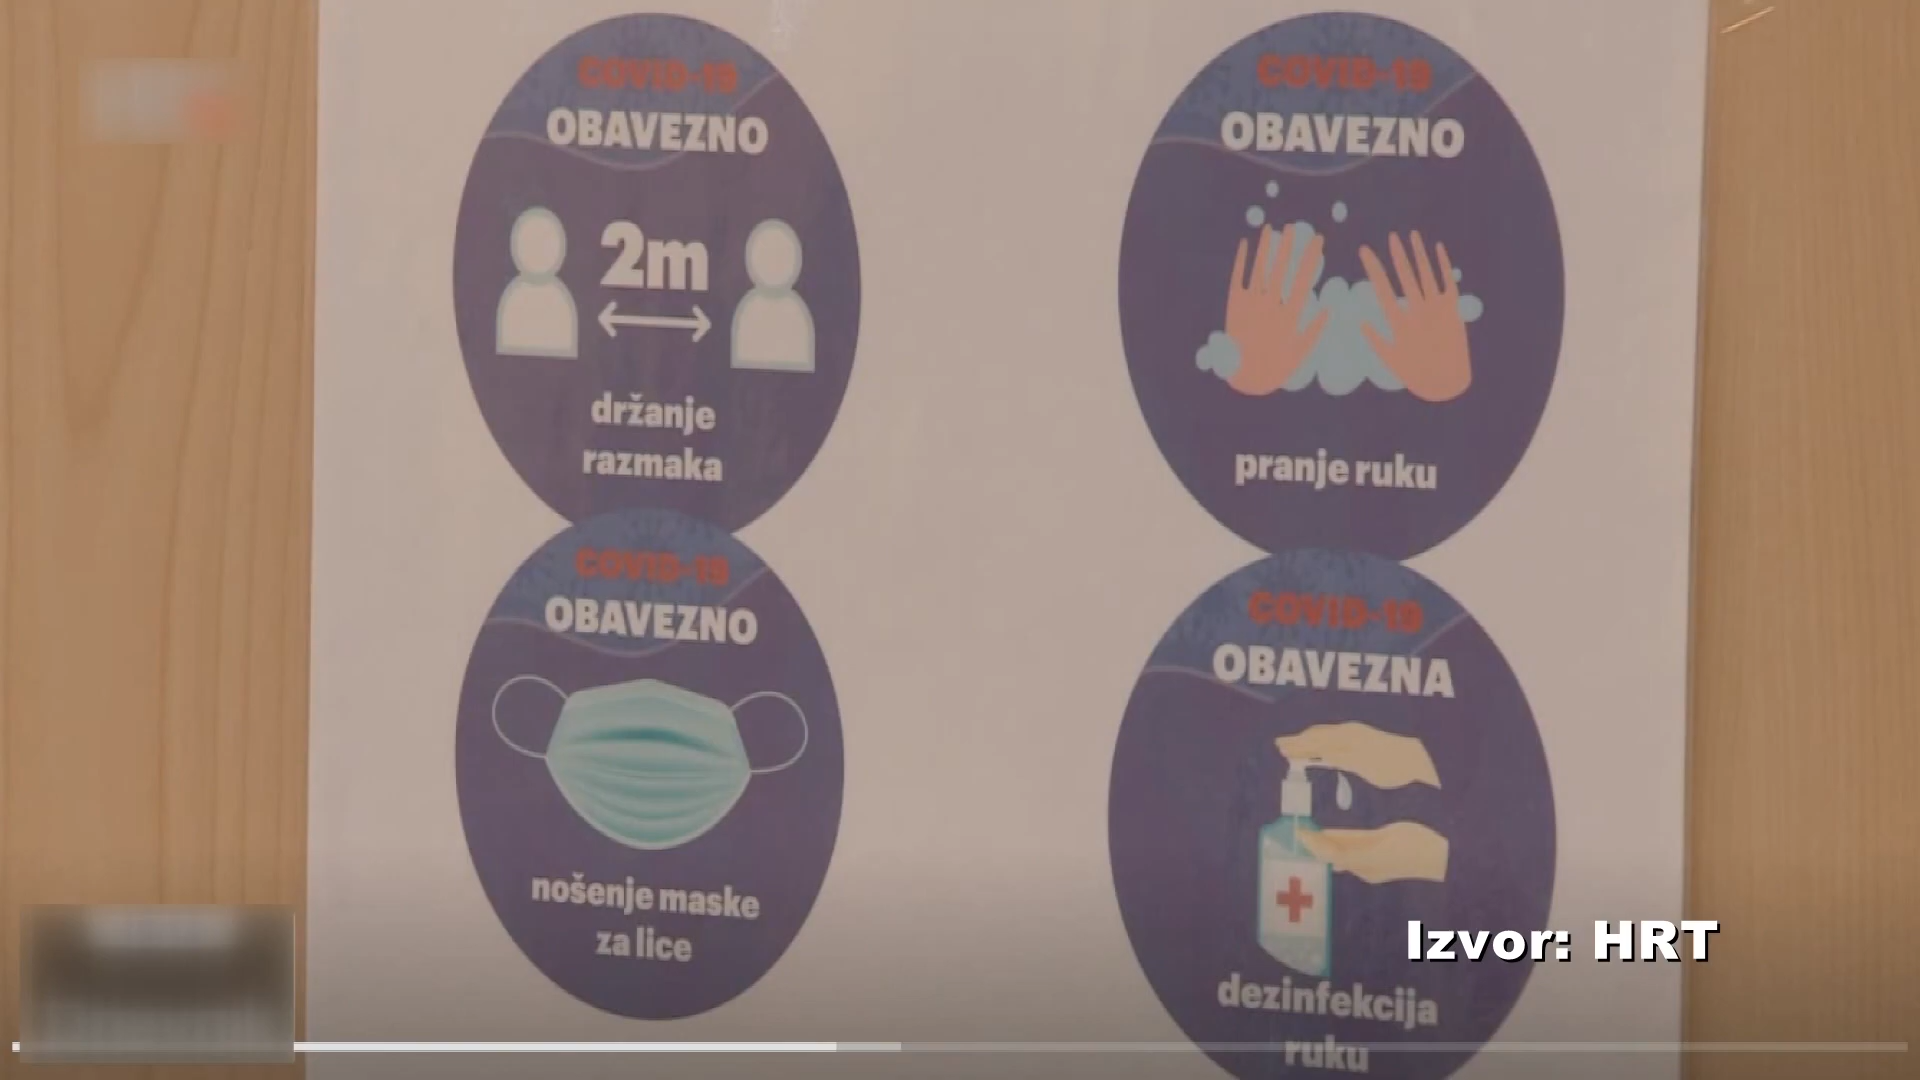 COVID-19
OBAVEZNO
2m
držanje
razmaka
COVID-19
OBAVEZNO
pranje ruku
COVID-19
OBAVEZNO
nošenje maske
za lice
COVID-19
OBAVEZNA
dezinfekcija
ruku
Izvor: HRT